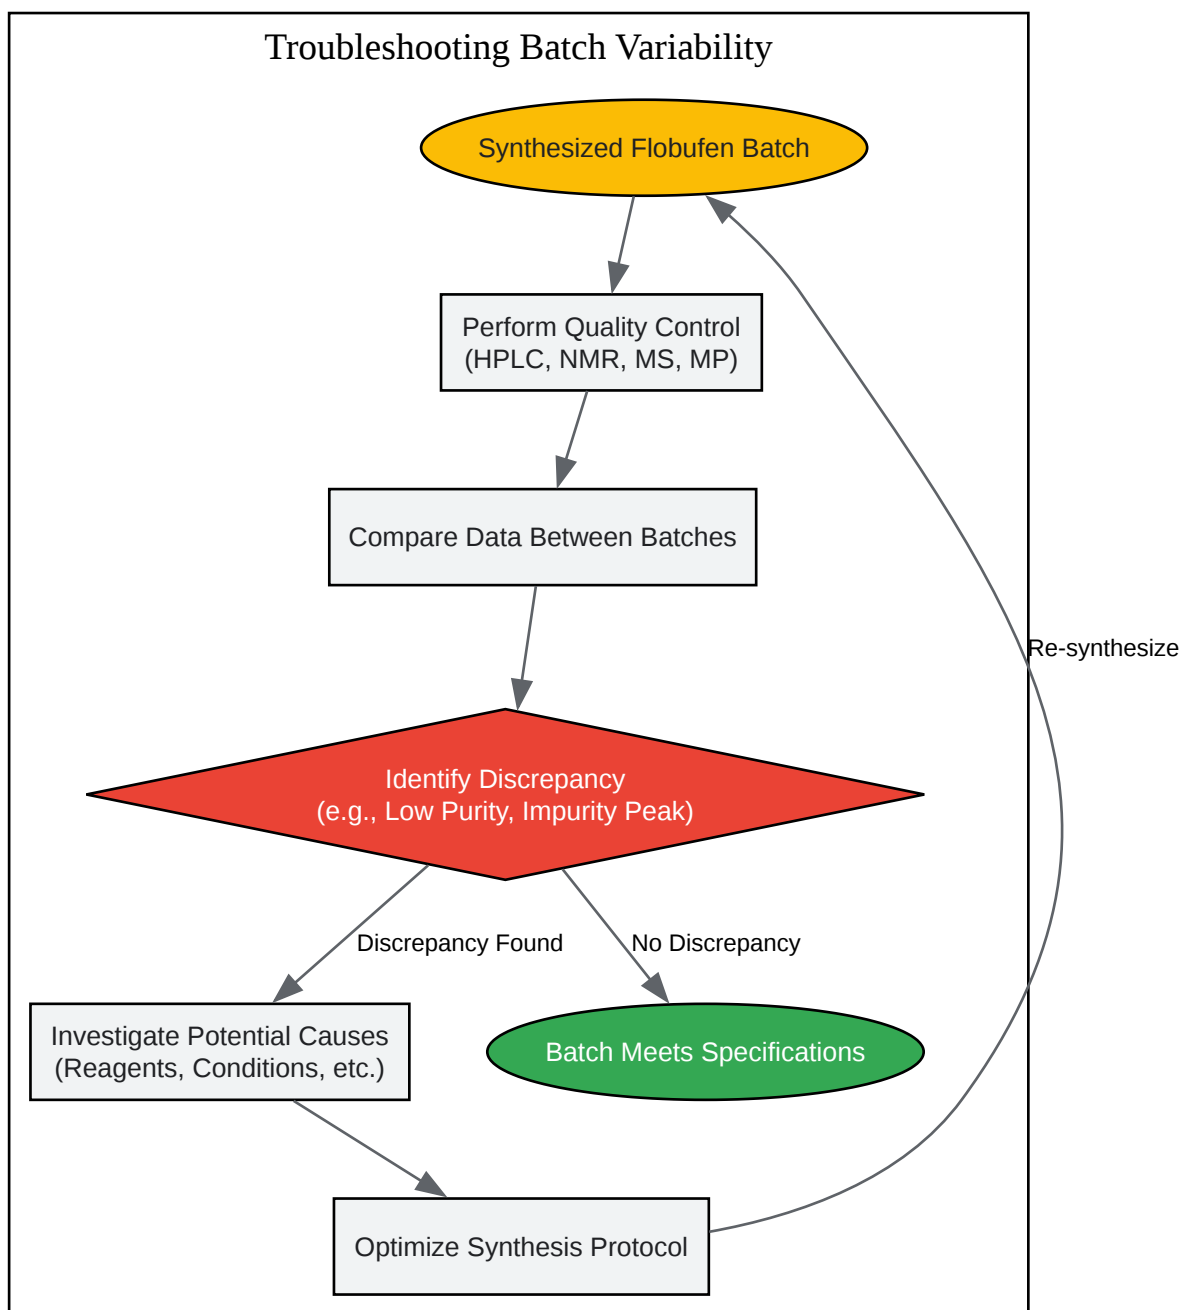 Troubleshooting Batch Variability
Synthesized Flobufen Batch
Perform Quality Control
(HPLC, NMR, MS, MP)
Compare Data Between Batches
Re-synthesize
Identify Discrepancy
(e.g., Low Purity, Impurity Peak)
Discrepancy Found
No Discrepancy
Investigate Potential Causes
(Reagents, Conditions, etc.)
Batch Meets Specifications
Optimize Synthesis Protocol